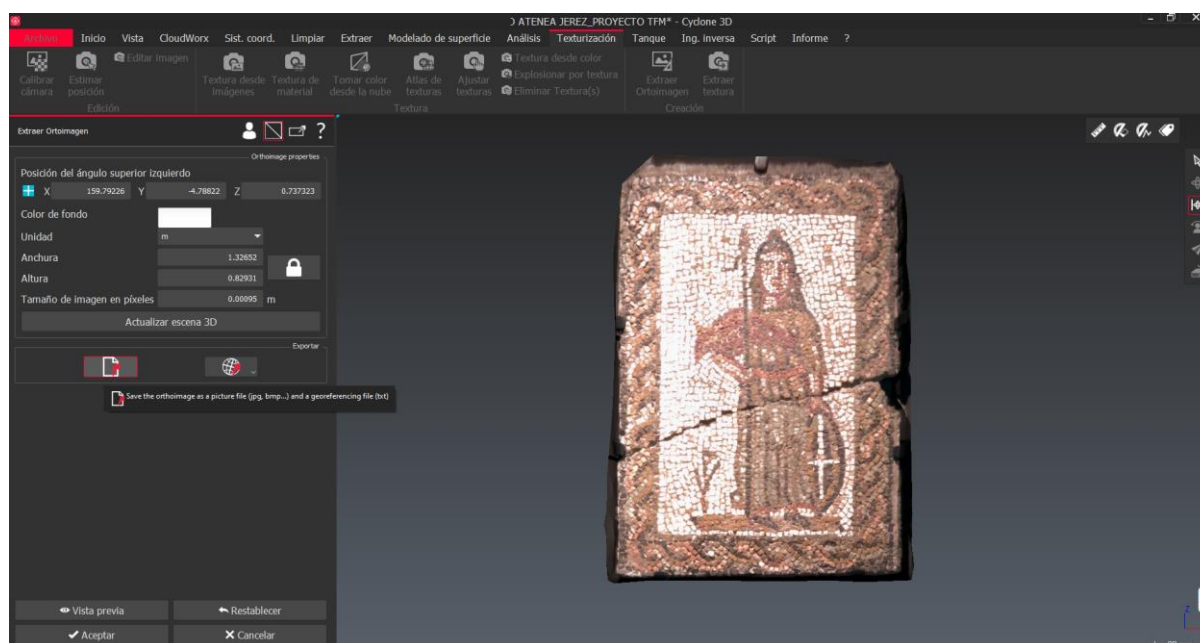 O ATENEA JEREZ_PROYECTO TFM* - Cyclone 3D
Archivo Inicio Vista CloudWorx Sist. coord. Limpiar Extraer Modelado de superficie Análisis Texturización Tanque Ing. inversa Script Informe ?
Calibrar cámara
Estimar posición
Editar imagen
Edición
Textura desde imágenes
Textura de material
Tomar color desde la nube
Atlas de texturas
Ajustar texturas
Textura desde color
Explosionar por textura
Eliminar Textura(s)
Textura
Extraer Ortoimagen
Extraer textura
Creación
Extraer Ortoimagen ?
Orthoimage properties
Posición del ángulo superior izquierdo
X 159.79226 Y -4.78822 Z 0.737323
Color de fondo
Unidad m
Anchura 1.32652
Altura 0.82931
Tamaño de imagen en píxeles 0.00095 m
Actualizar escena 3D
Exportar
Save the orthoimage as a picture file (jpg, bmp...) and a georeferencing file (txt)
Vista previa Restablecer
Aceptar Cancelar
Z